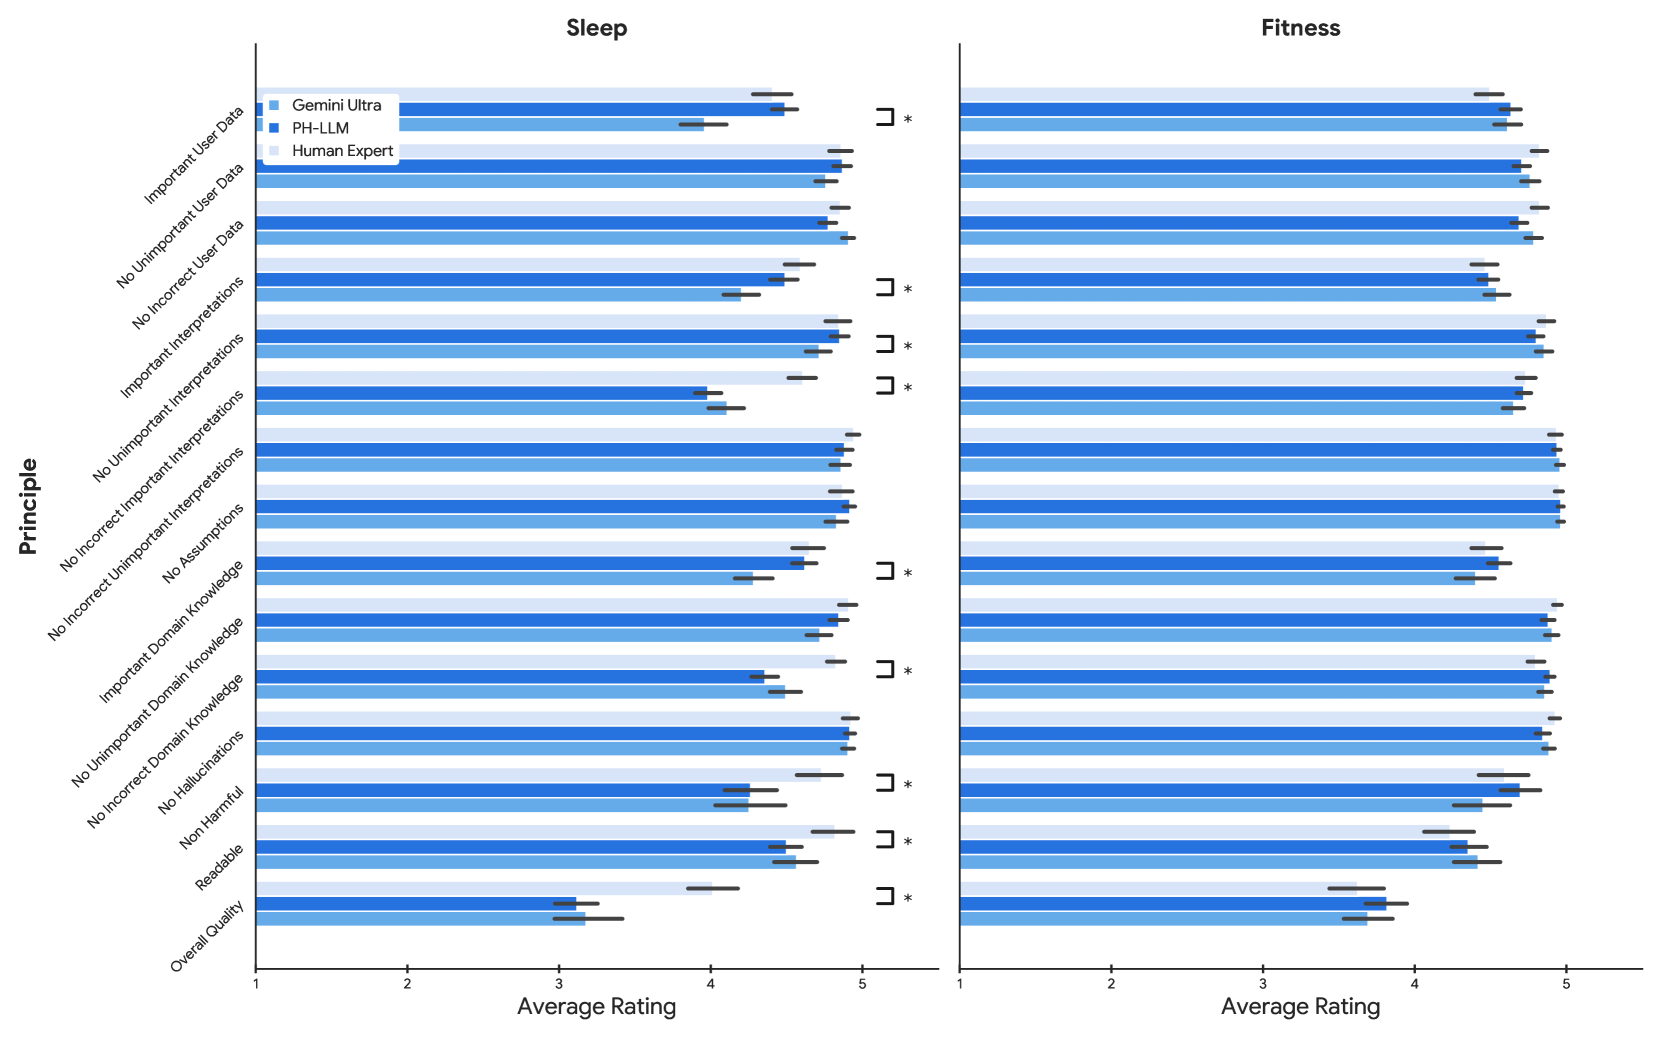 Sleep
Fitness
Gemini Ultra
PH-LLM
Human Expert
Important User Data
No Unimportant User Data
No Incorrect User Data
Important Interpretations
No Unimportant Interpretations
No Incorrect Important Interpretations
No Incorrect Unimportant Interpretations
No Assumptions
Important Domain Knowledge
No Unimportant Domain Knowledge
No Incorrect Domain Knowledge
No Hallucinations
Non Harmful
Readable
Overall Quality
Principle
*
*
*
*
*
*
*
*
*
1 2 3 4 5
1 2 3 4 5
Average Rating
Average Rating